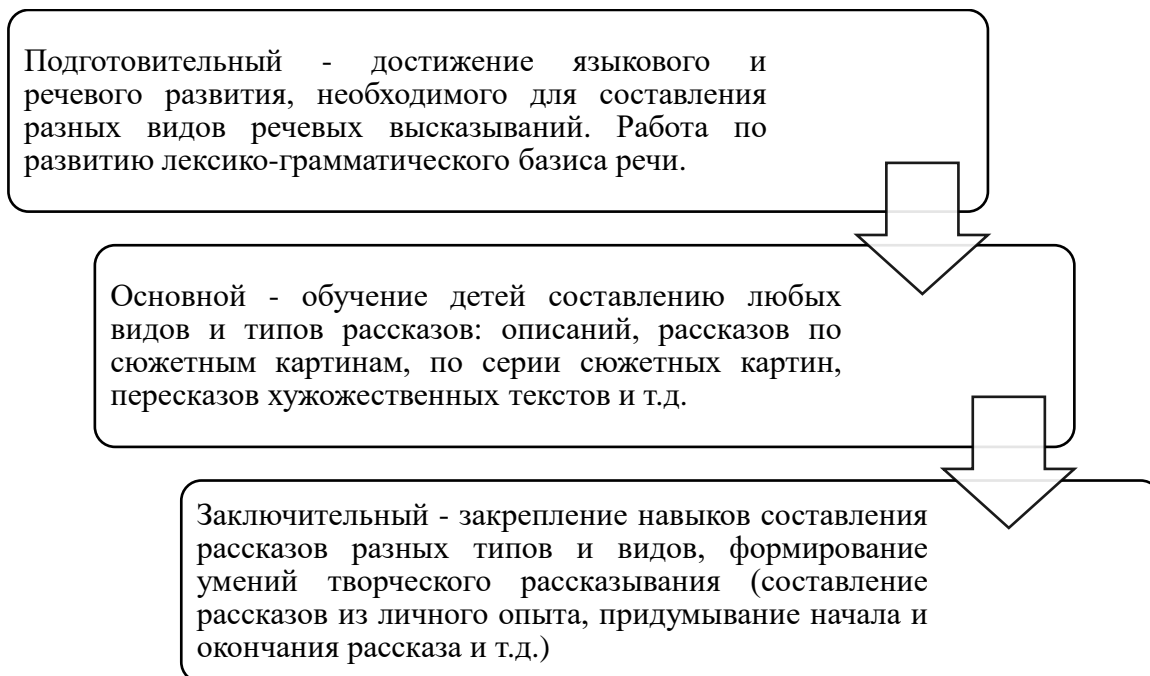 Подготовительный - достижение языкового и
речевого развития, необходимого для составления
разных видов речевых высказываний. Работа по
развитию лексико-грамматического базиса речи.
Основной - обучение детей составлению любых
видов и типов рассказов: описаний, рассказов по
сюжетным картинам, по серии сюжетных картин,
пересказов хужожественных текстов и т.д.
Заключительный - закрепление навыков составления
рассказов разных типов и видов, формирование
умений творческого рассказывания (составление
рассказов из личного опыта, придумывание начала и
окончания рассказа и т.д.)